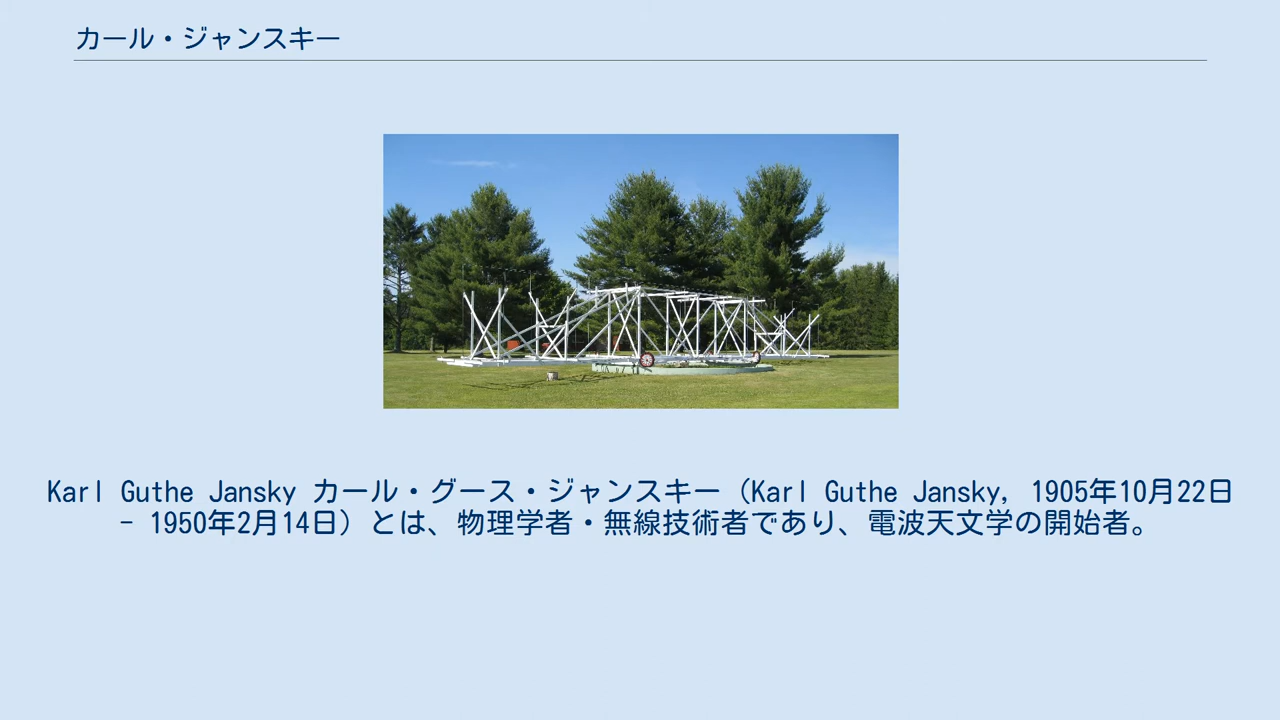 カール・ジャンスキー
Karl Guthe Jansky カール・グース・ジャンスキー（Karl Guthe Jansky, 1905年10月22日
– 1950年2月14日）とは、物理学者・無線技術者であり、電波天文学の開始者。